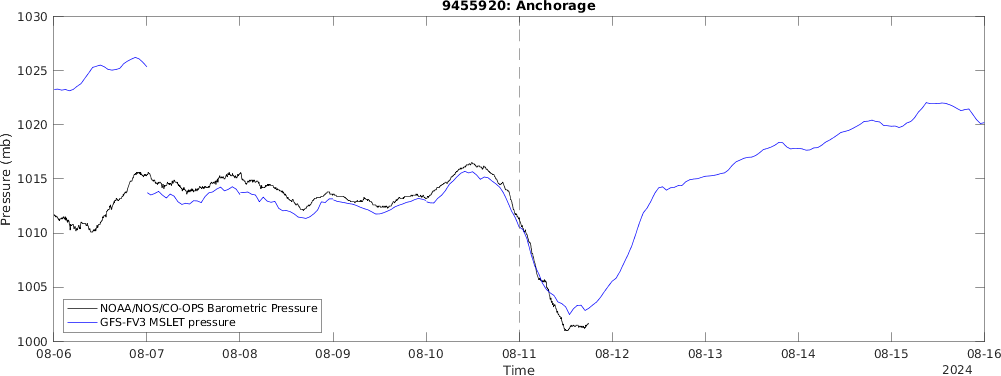 9455920: Anchorage
Pressure (mb)
1030
1025
1020
1015
1010
1005
1000
NOAA/NOS/CO-OPS Barometric Pressure
GFS-FV3 MSLET pressure
08-06 08-07 08-08 08-09 08-10 08-11 08-12 08-13 08-14 08-15 08-16
Time
2024